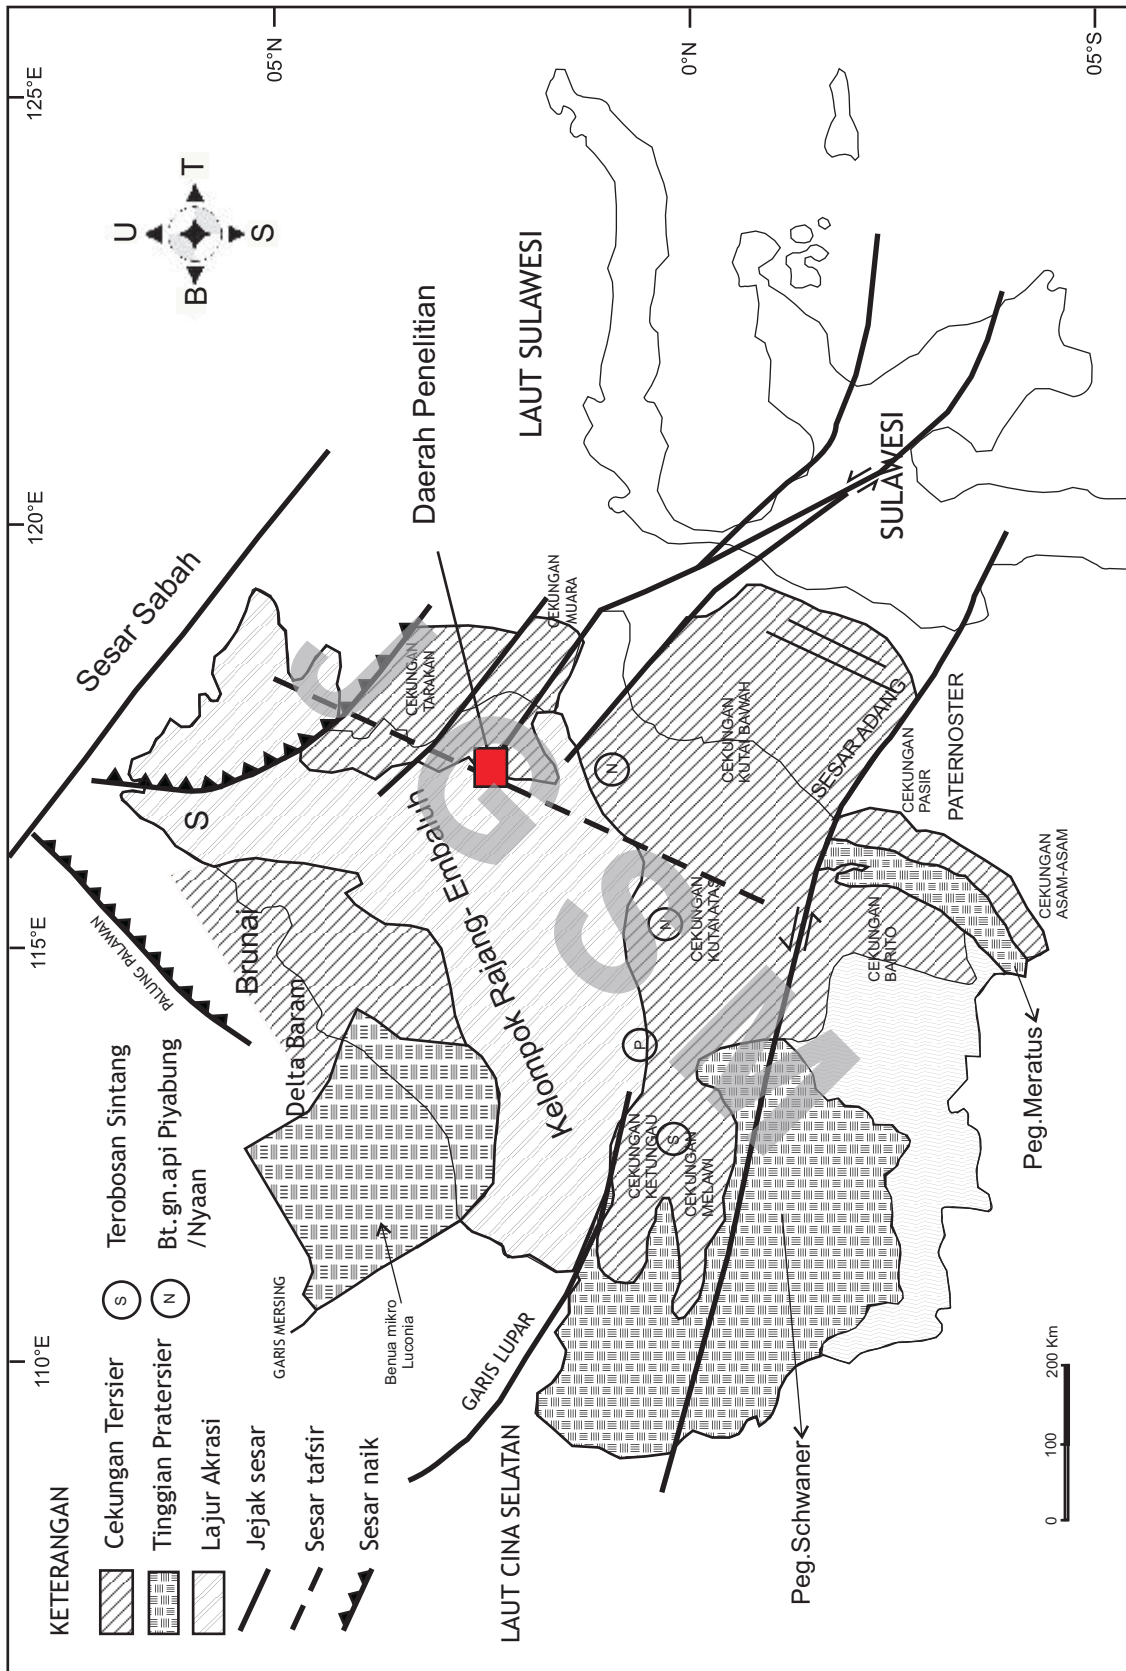 110°E
115°E
120°E
125°E
05°N
0°N
05°S
U
B
T
S
KETERANGAN
Cekungan Tersier
Tinggian Pratersier
Lajur Akrasi
Jejak sesar
Sesar tafsir
Sesar naik
S
Terobosan Sintang
N
Bt.gn.api Piyabung
/Nyaan
PALUNG PALAWAN
Sesar Sabah
S
Brunai
Delta Baram
GARIS MERSING
Benua mikro
Luconia
GARIS LUPAR
LAUT CINA SELATAN
Kelompok Rajang- Embaluh
CEKUNGAN
TARAKAN
CEKUNGAN
MUARA
Daerah Penelitian
LAUT SULAWESI
SULAWESI
N
N
P
S
CEKUNGAN
KETUNGAU
CEKUNGAN
MELAWI
CEKUNGAN
KUTAI ATAS
CEKUNGAN
KUTAI BAWAH
SESAR ADANG
CEKUNGAN
PASIR
PATERNOSTER
CEKUNGAN
BARITO
CEKUNGAN
ASAM-ASAM
Peg.Meratus
Peg.Schwaner
0
100
200 Km
JGSM